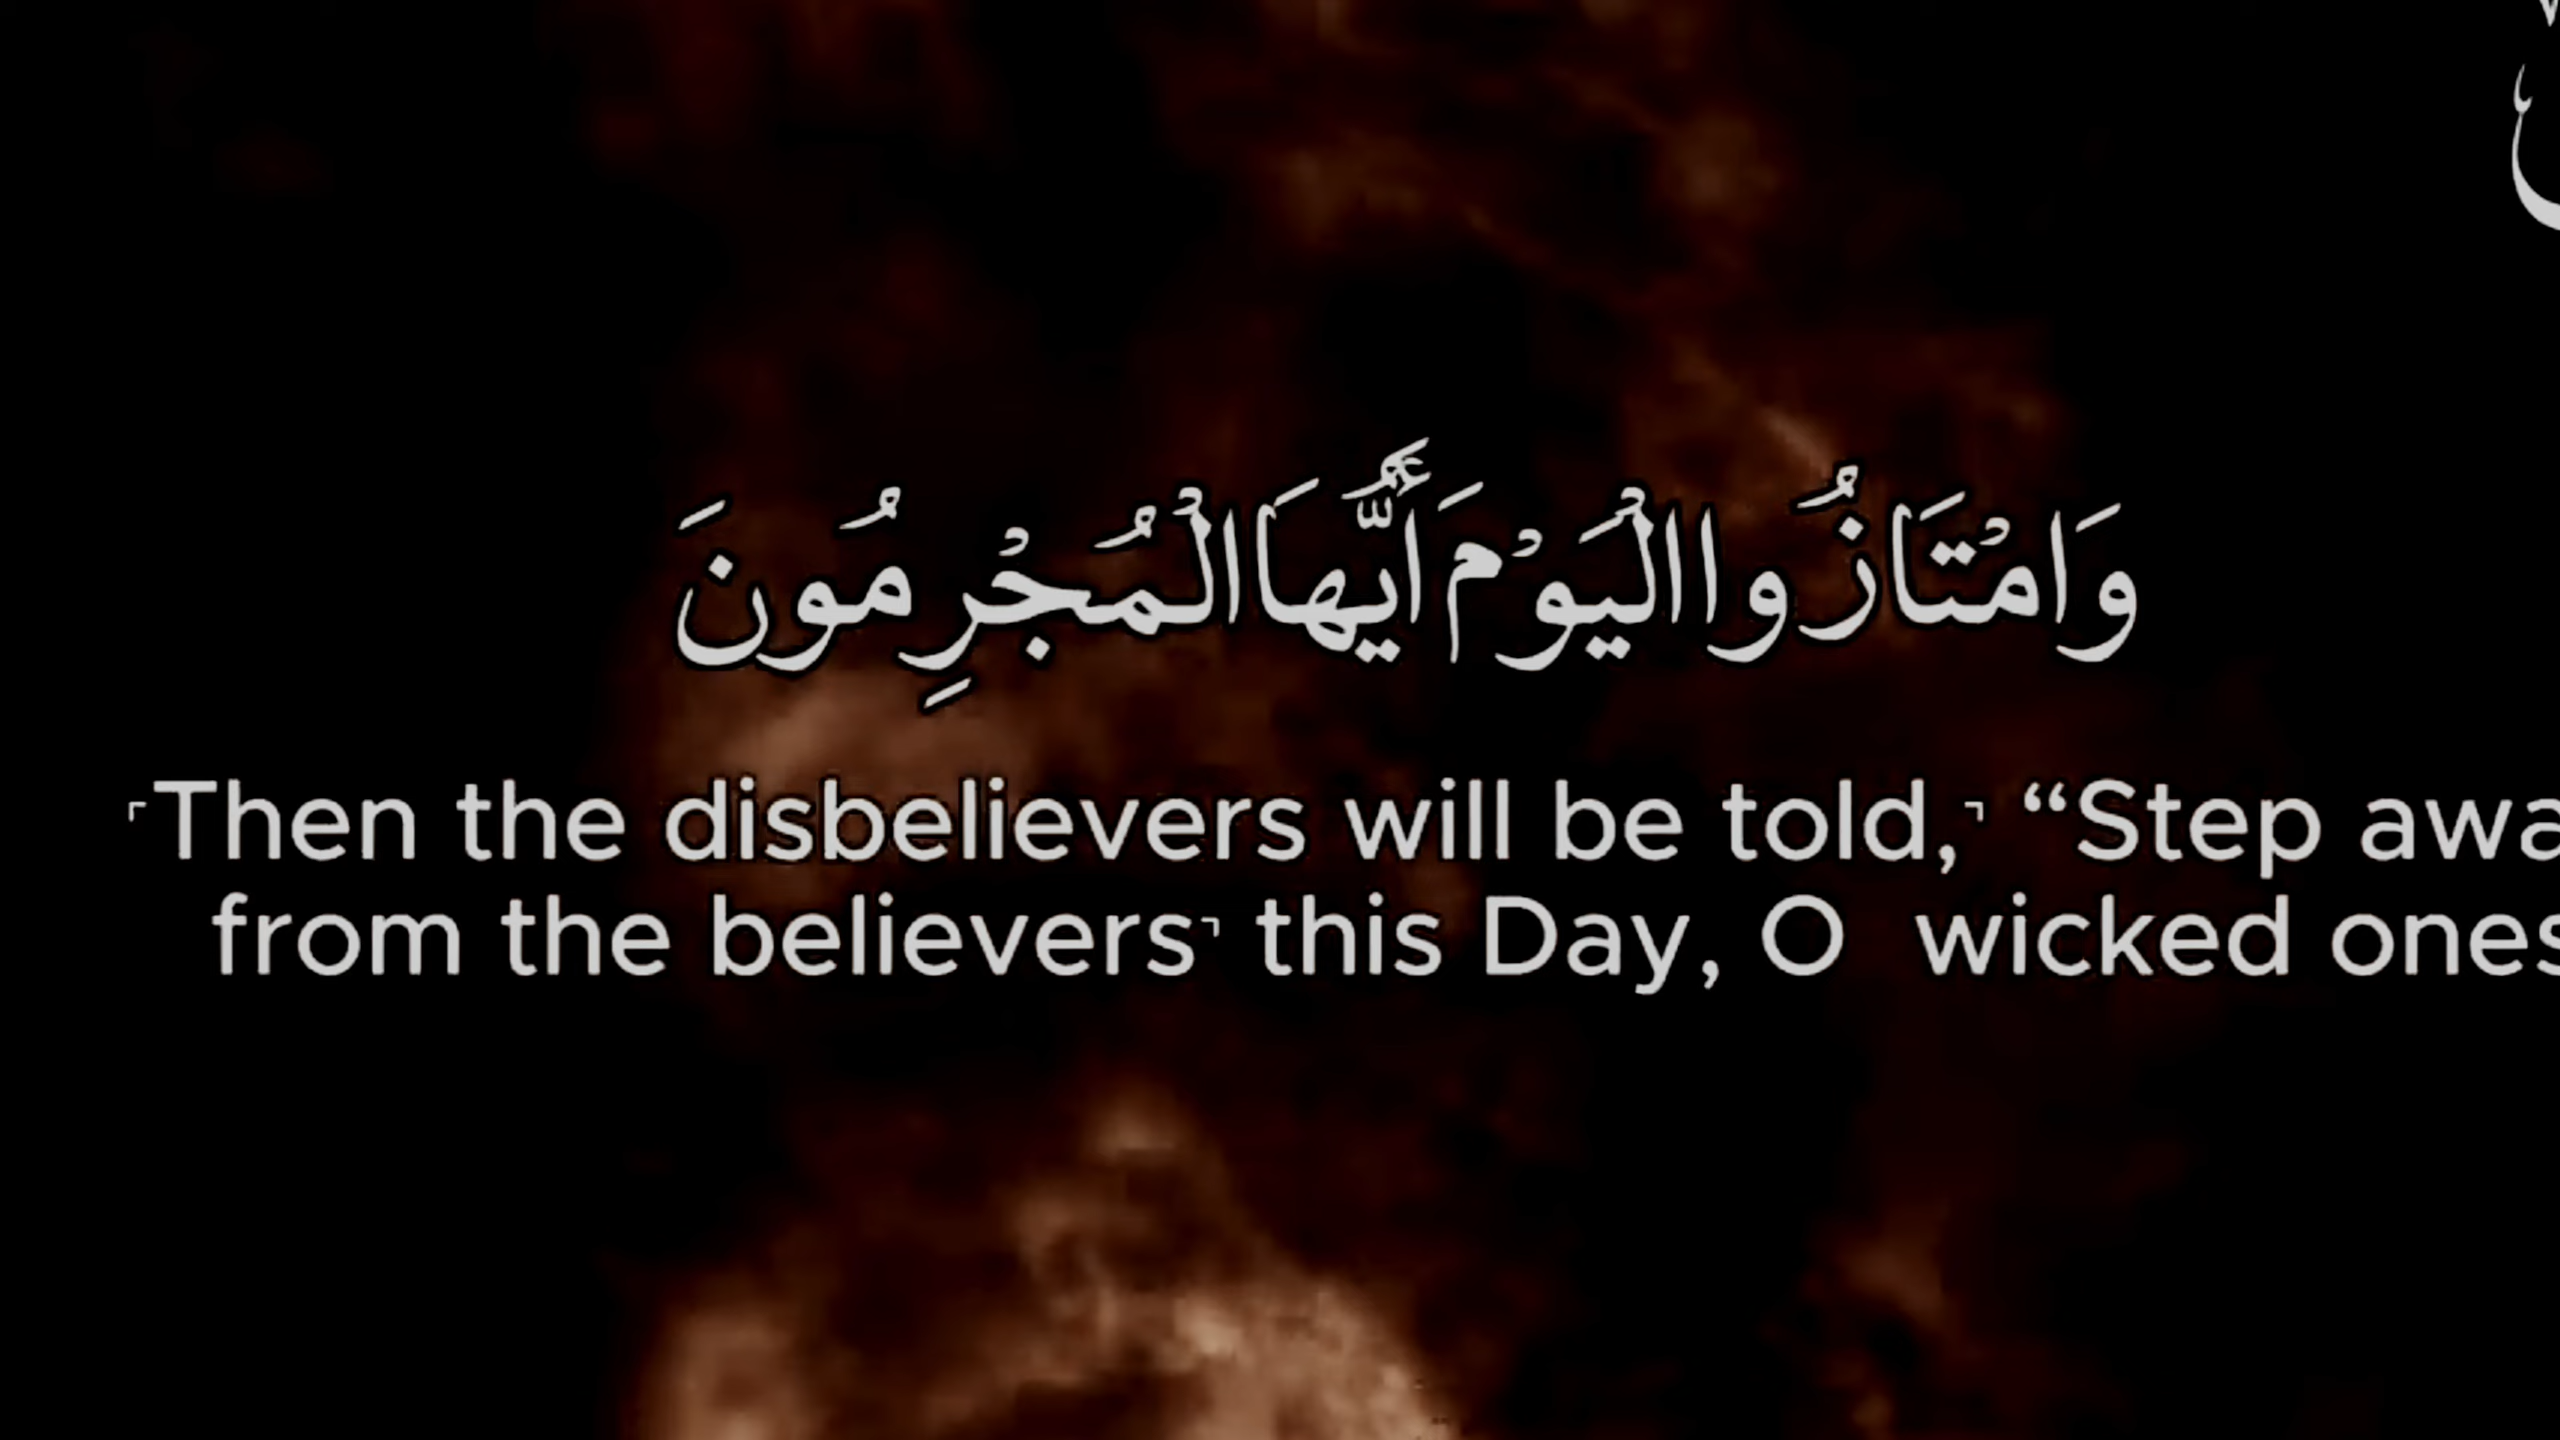 وَامْتَازُوا الْيَوْمَ أَيُّهَا الْمُجْرِمُونَ
⌜Then the disbelievers will be told,⌝ “Step awa
from the believers⌝ this Day, O wicked ones